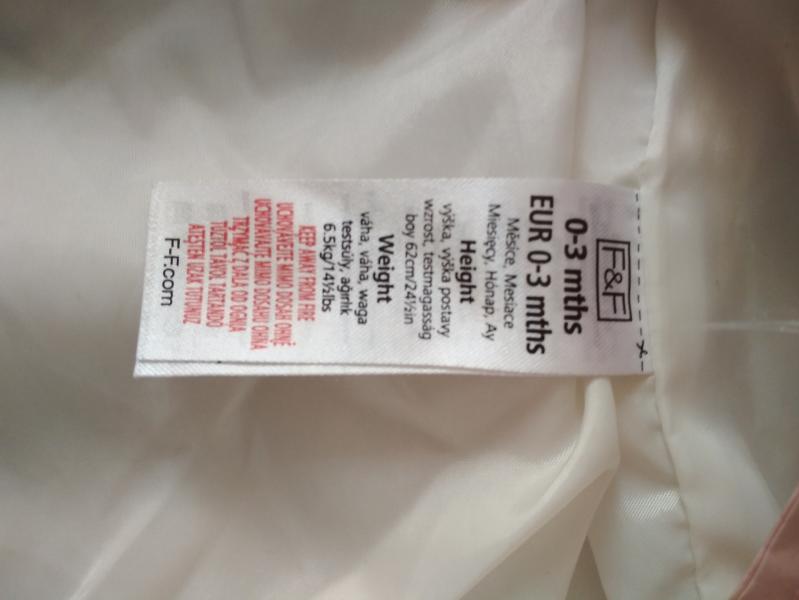 F&F
0-3 mths
EUR 0-3 mths
Měsíce, Mesiace
Miesięcy, Hónap, Ay
Height
výška, výška postavy
wzrost, testmagasság
boy 62cm/24½in
Weight
váha, váha, waga
testsúly, ağırlık
6.5kg/14½lbs
KEEP AWAY FROM FIRE
UCHOVÁVEJTE MIMO DOSAH OHNĚ
UCHOVÁVAJTE MIMO DOSAHU OHŇA
TRZYMAĆ Z DALA OD OGNIA
TŰZTŐL TÁVOL TARTANDÓ
ATEŞTEN UZAK TUTUNUZ
F-F.com